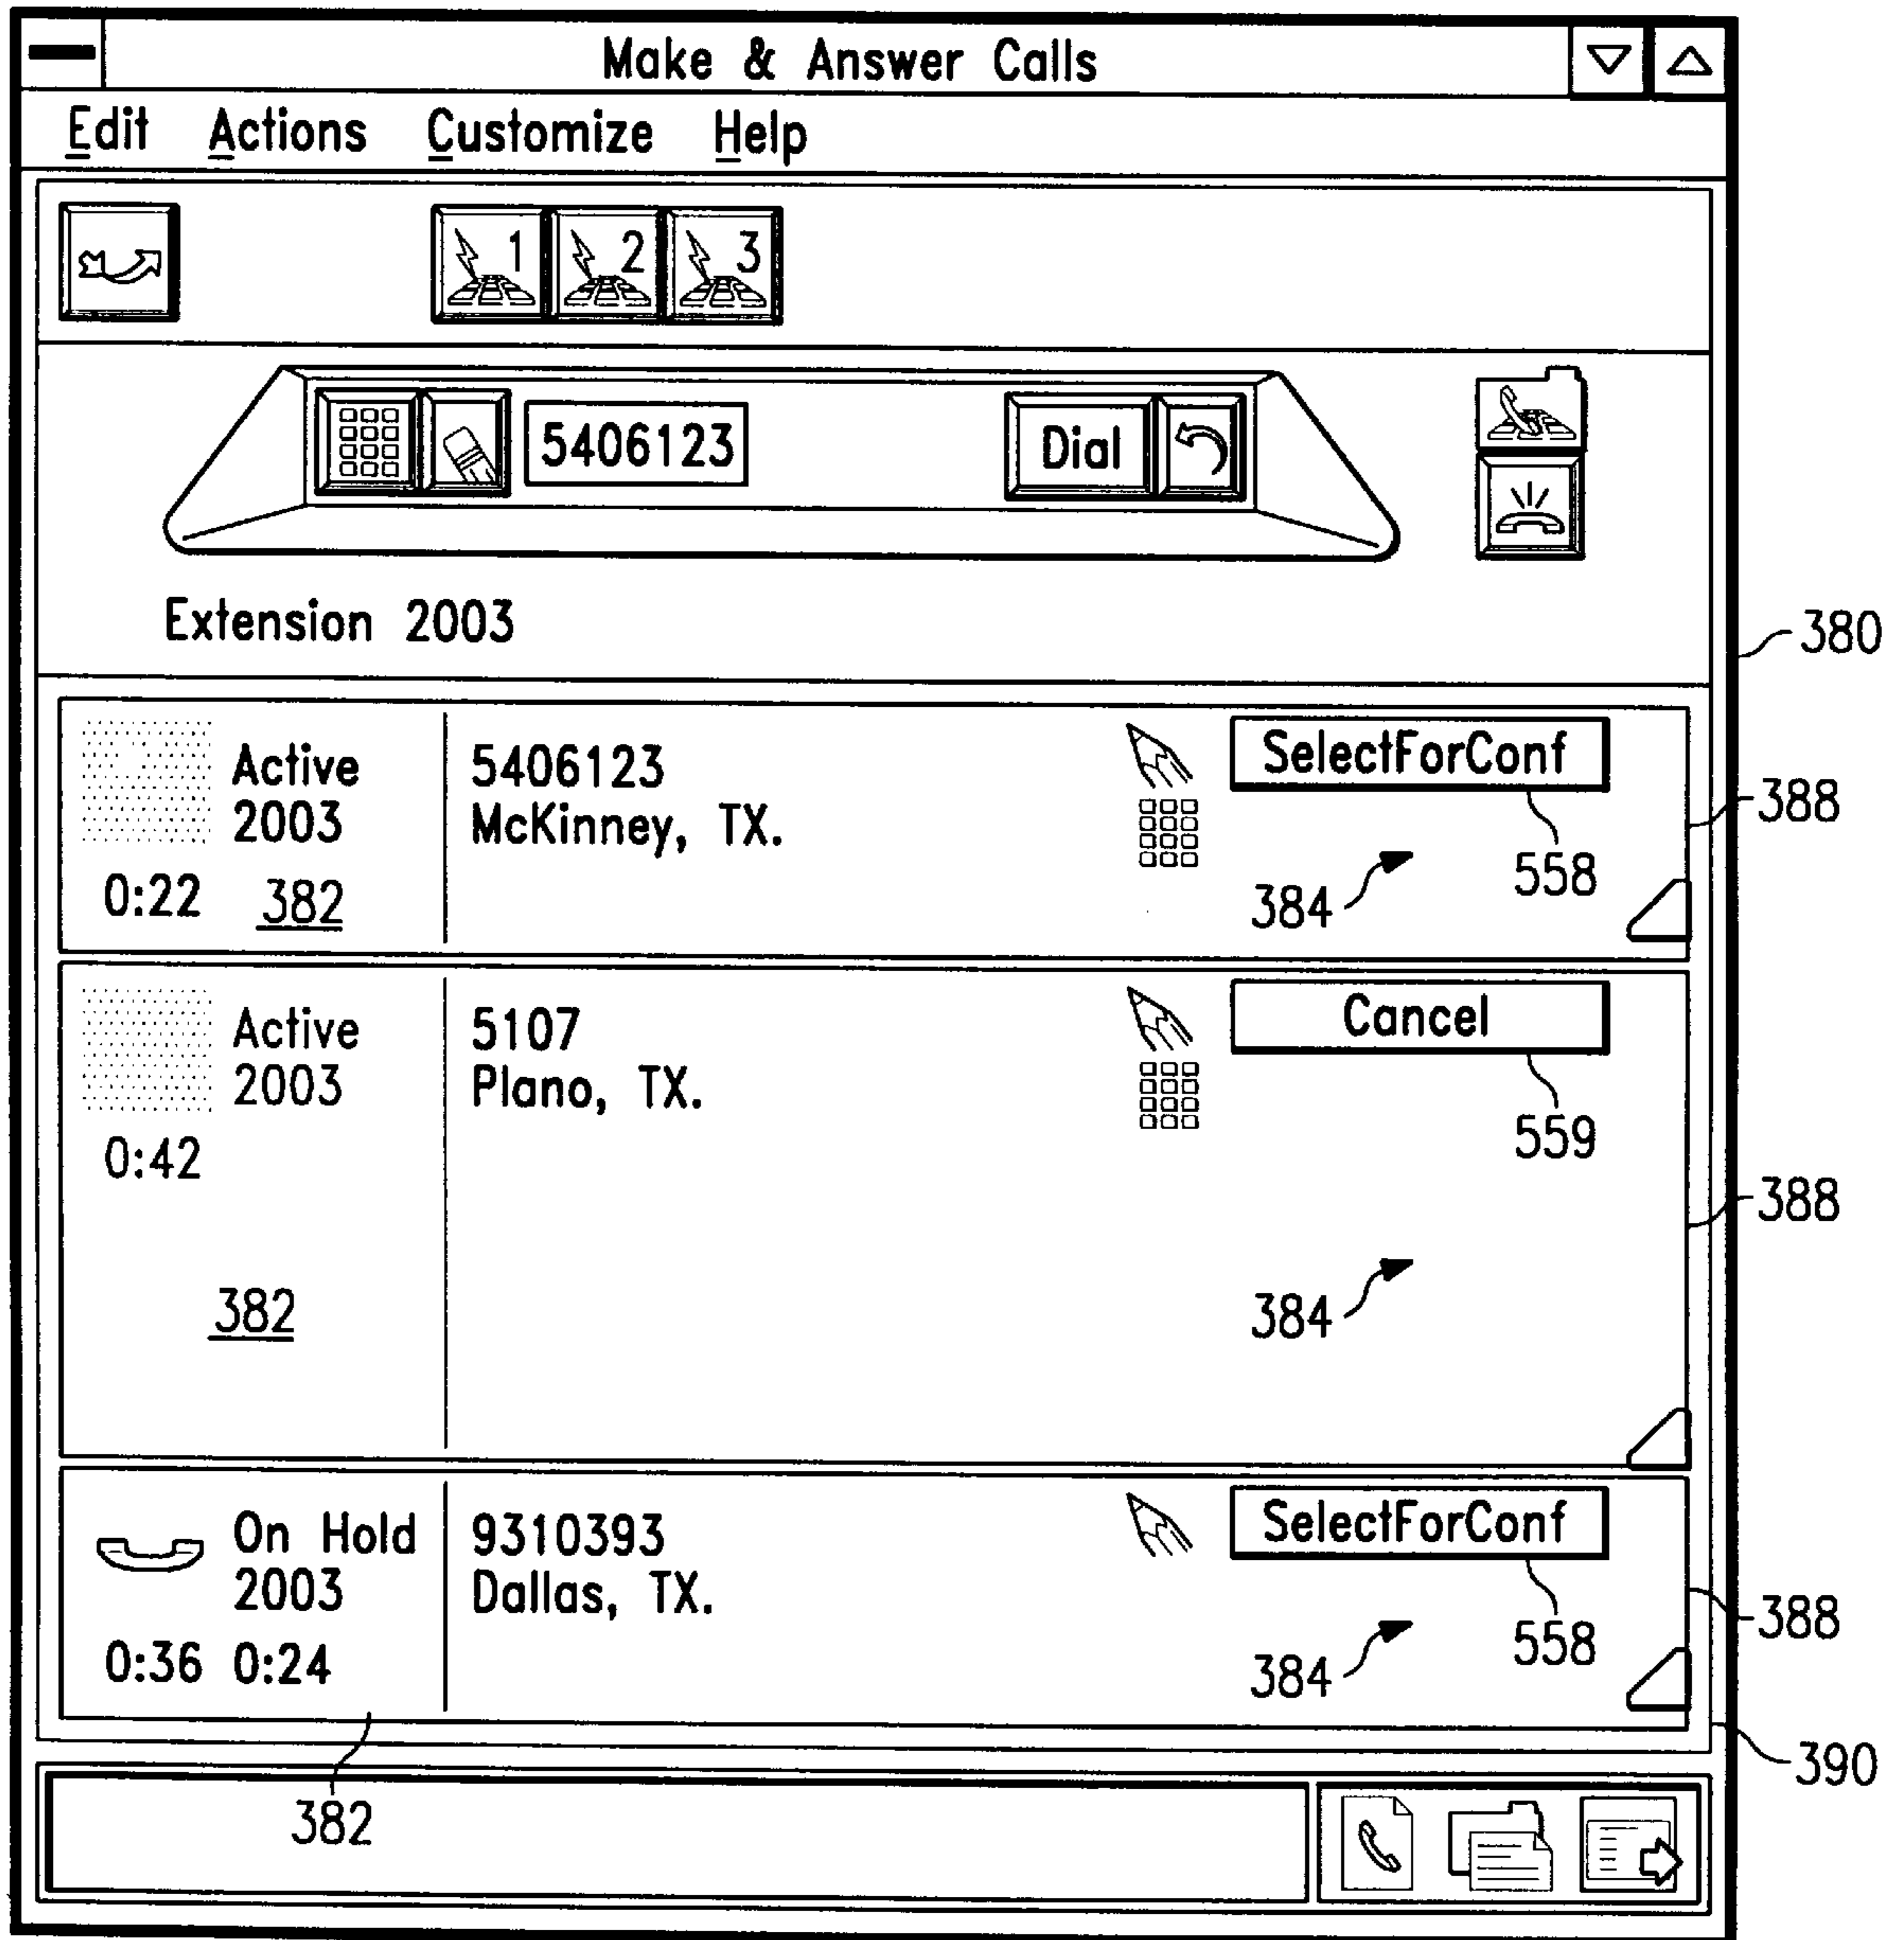 Make & Answer Calls
Edit Actions Customize Help
1 2 3
5406123 Dial
Extension 2003
380
Active 5406123 SelectForConf
2003 McKinney, TX.
388
558
0:22 382 384
Active 5107 Cancel
2003 Plano, TX.
559
0:42
388
382 384
On Hold 9310393 SelectForConf
2003 Dallas, TX.
388
558
0:36 0:24 384
390
382